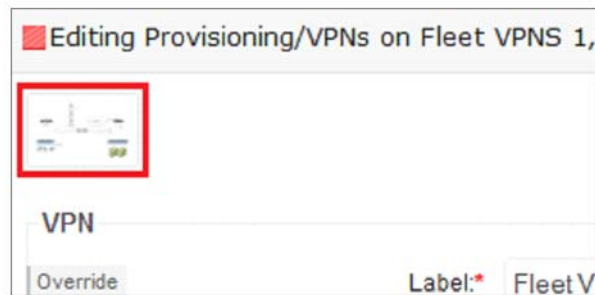 Editing Provisioning/VPNs on Fleet VPNS 1,
VPN
Override
Label:* Fleet V